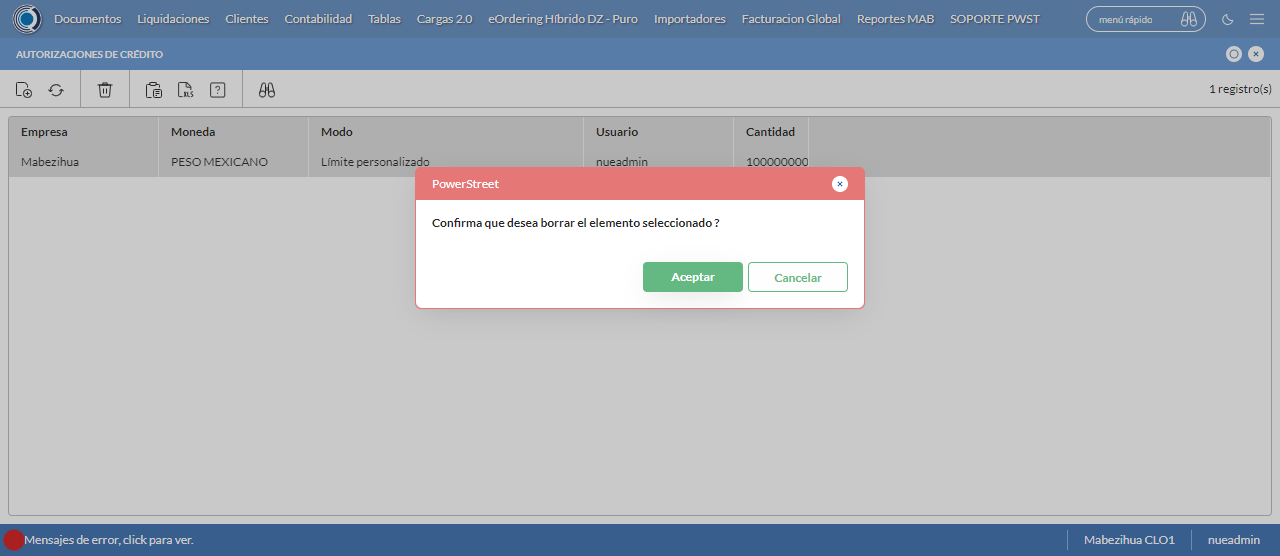 Documentos Liquidaciones Clientes Contabilidad Tablas Cargas 2.0 eOrdering Híbrido DZ - Puro Importadores Facturacion Global Reportes MAB SOPORTE PWST menú rápido
AUTORIZACIONES DE CRÉDITO
XLS ? 1 registro(s)
Empresa Moneda Modo Usuario Cantidad
Mabezihua PESO MEXICANO Límite personalizado nueadmin 100000000
PowerStreet
Confirma que desea borrar el elemento seleccionado ?
Aceptar Cancelar
Mensajes de error, click para ver. Mabezihua CLO1 nueadmin